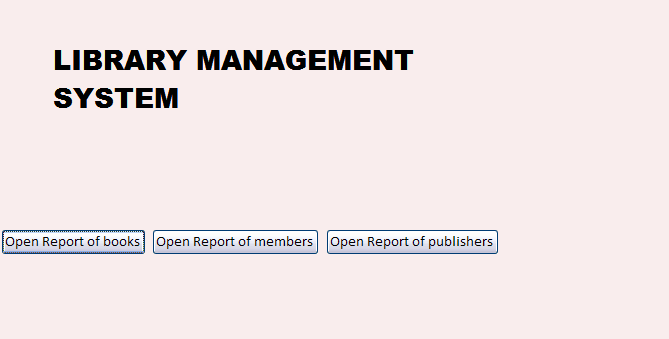 LIBRARY MANAGEMENT
SYSTEM
Open Report of books
Open Report of members
Open Report of publishers